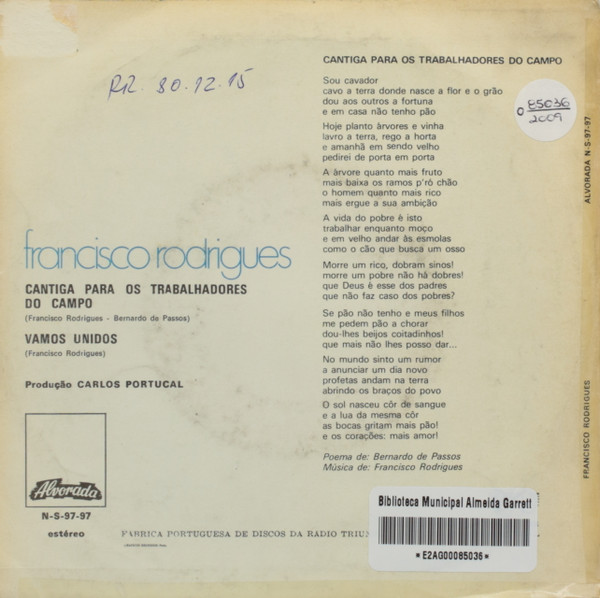 RR. 80.12.15
francisco rodrigues
CANTIGA PARA OS TRABALHADORES
DO CAMPO
(Francisco Rodrigues - Bernardo de Passos)
VAMOS UNIDOS
(Francisco Rodrigues)
Produção CARLOS PORTUCAL
Alvorada
N-S-97-97
estéreo
CANTIGA PARA OS TRABALHADORES DO CAMPO
Sou cavador
cavo a terra donde nasce a flor e o grão
dou aos outros a fortuna
e em casa não tenho pão
Hoje planto àrvores e vinha
lavro a terra, rego a horta
e amanhã em sendo velho
pedirei de porta em porta
A àrvore quanto mais fruto
mais baixa os ramos p'ró chão
o homem quanto mais rico
mais ergue a sua ambição
A vida do pobre é isto
trabalhar enquanto moço
e em velho andar às esmolas
como o cão que busca um osso
Morre um rico, dobram sinos!
morre um pobre não há dobres!
que Deus é esse dos padres
que não faz caso dos pobres?
Se pão não tenho e meus filhos
me pedem pão a chorar
dou-lhes beijos coitadinhos!
que mais não lhes posso dar...
No mundo sinto um rumor
a anunciar um dia novo
profetas andam na terra
abrindo os braços do povo
O sol nasceu côr de sangue
e a lua da mesma côr
as bocas gritam mais pão!
e os corações: mais amor!
Poema de: Bernardo de Passos
Música de: Francisco Rodrigues
O 85036
2009
ALVORADA N-S-97-97
FRANCISCO RODRIGUES
FABRICA PORTUGUESA DE DISCOS DA RADIO TRIUN
Biblioteca Municipal Almeida Garrett
*E2AG00085036*